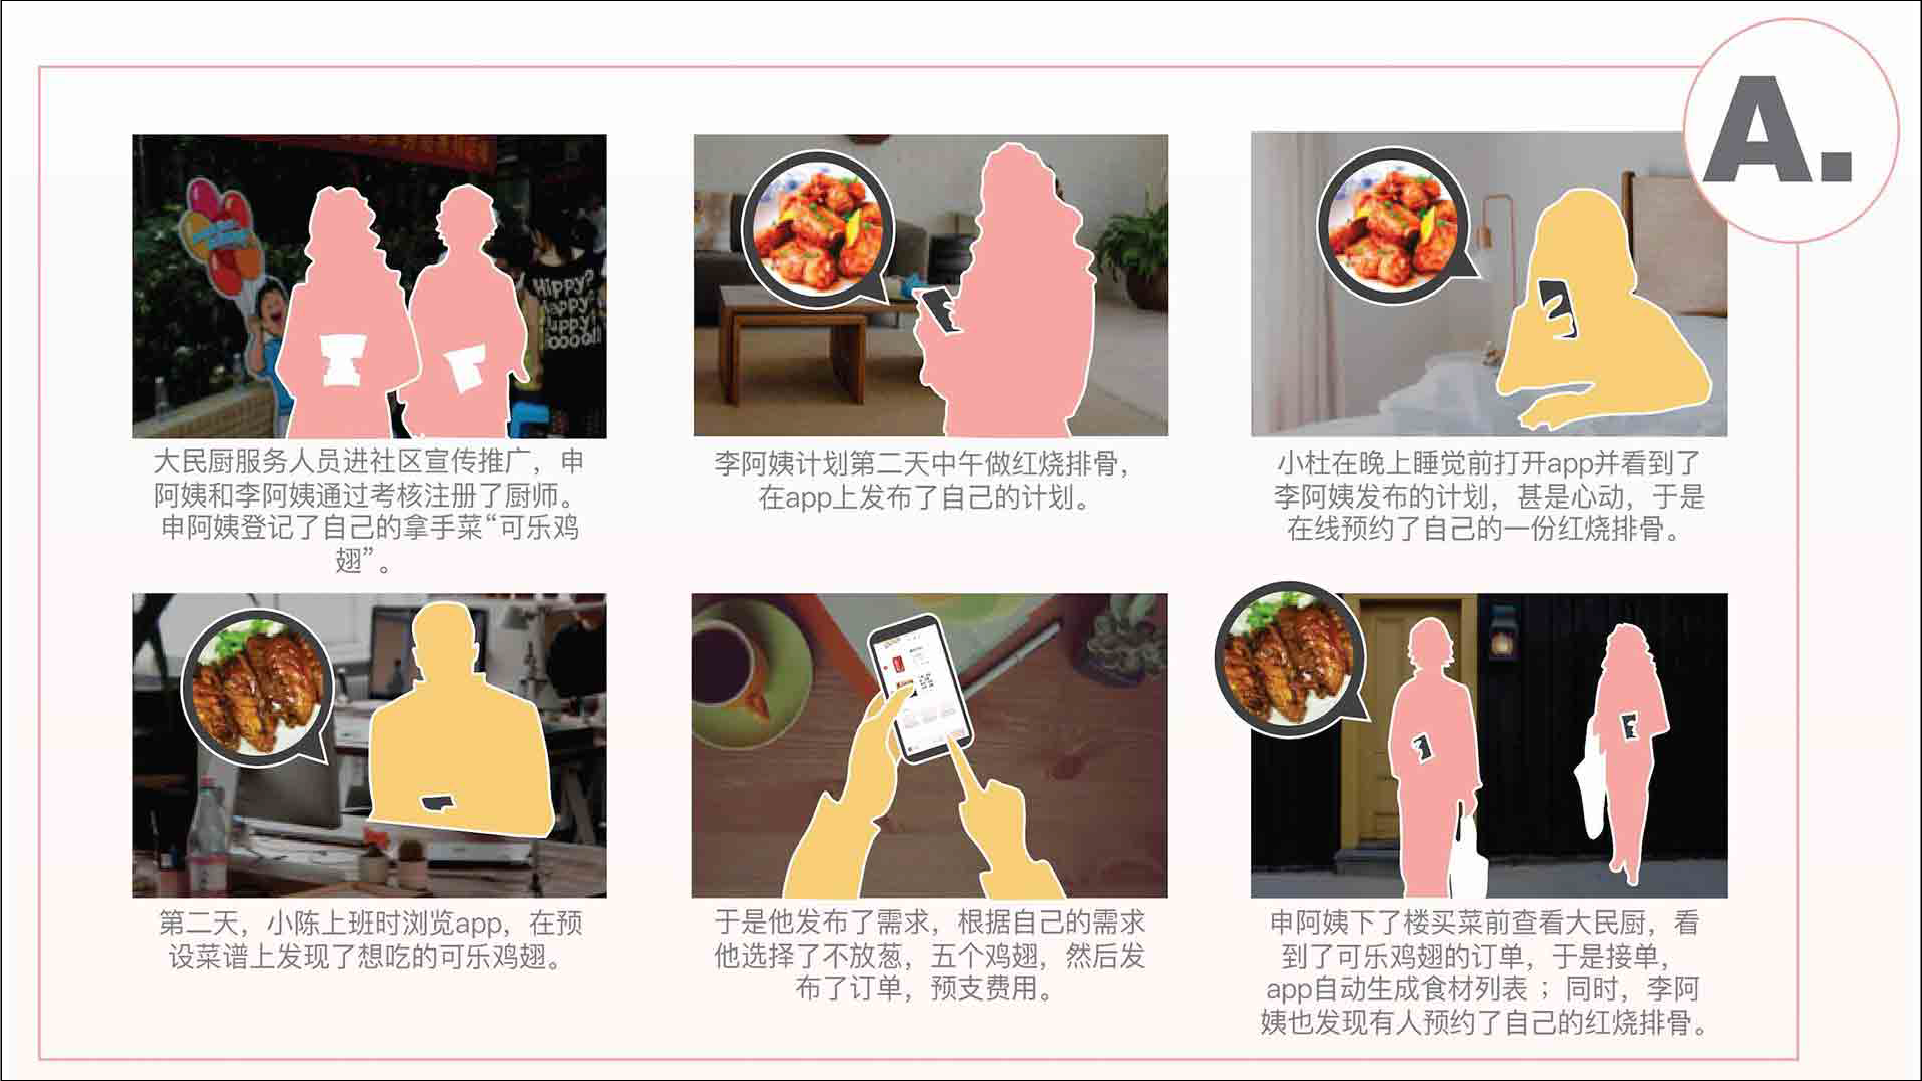 A.
Hippy?
大民厨服务人员进社区宣传推广，申
阿姨和李阿姨通过考核注册了厨师。
申阿姨登记了自己的拿手菜“可乐鸡
翅”。
李阿姨计划第二天中午做红烧排骨，
在app上发布了自己的计划。
小杜在晚上睡觉前打开app并看到了
李阿姨发布的计划，甚是心动，于是
在线预约了自己的一份红烧排骨。
第二天，小陈上班时浏览app，在预
设菜谱上发现了想吃的可乐鸡翅。
于是他发布了需求，根据自己的需求
他选择了不放葱，五个鸡翅，然后发
布了订单，预支费用。
申阿姨下了楼买菜前查看大民厨，看
到了可乐鸡翅的订单，于是接单，
app自动生成食材列表；同时，李阿
姨也发现有人预约了自己的红烧排骨。